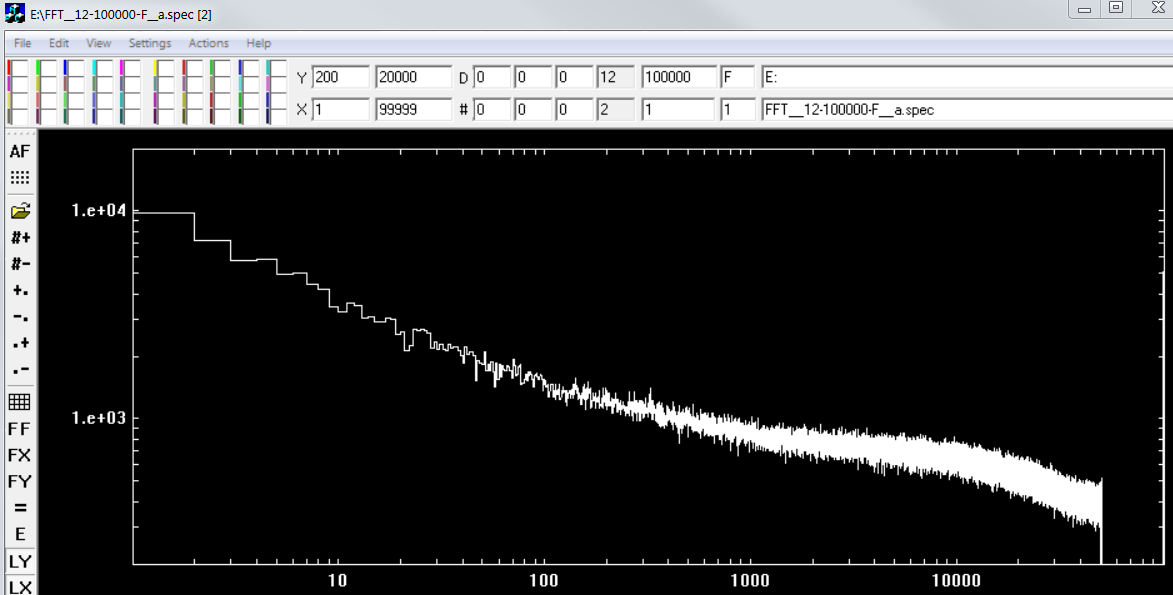 E:\FFT__12-100000-F__a.spec [2]
File Edit View Settings Actions Help
Y 200 20000 D 0 0 0 12 100000 F E:
X 1 99999 # 0 0 0 2 1 1 FFT__12-100000-F__a.spec
AF
1.e+04
#+
#-
+.
-.
.+
.-
1.e+03
FF
FX
FY
=
E
LY
LX
10 100 1000 10000